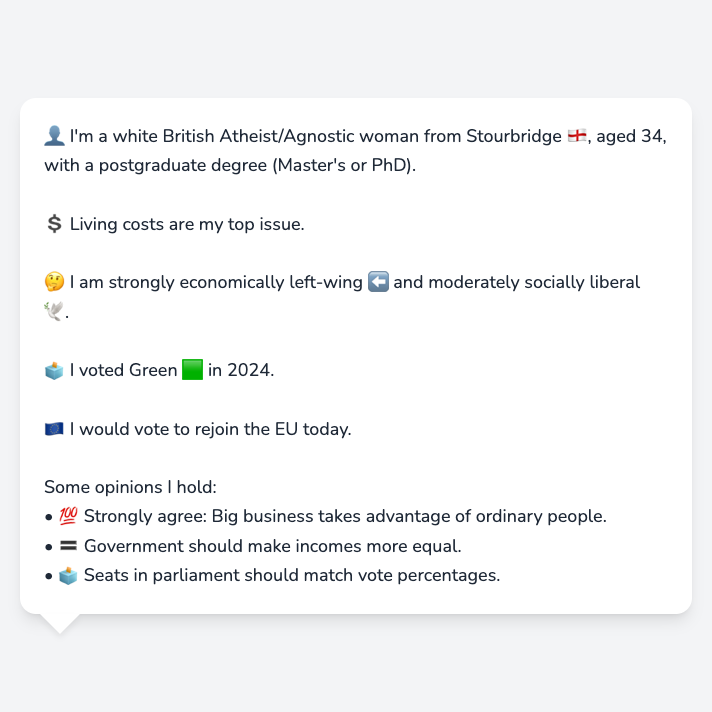 👤 I'm a white British Atheist/Agnostic woman from Stourbridge 🏴󠁧󠁢󠁥󠁮󠁧󠁿, aged 34,
with a postgraduate degree (Master's or PhD).
💲 Living costs are my top issue.
🤔 I am strongly economically left-wing ⬅️ and moderately socially liberal
🕊️.
🗳️ I voted Green 🟩 in 2024.
🇪🇺 I would vote to rejoin the EU today.
Some opinions I hold:
• 💯 Strongly agree: Big business takes advantage of ordinary people.
• 🟰 Government should make incomes more equal.
• 🗳️ Seats in parliament should match vote percentages.